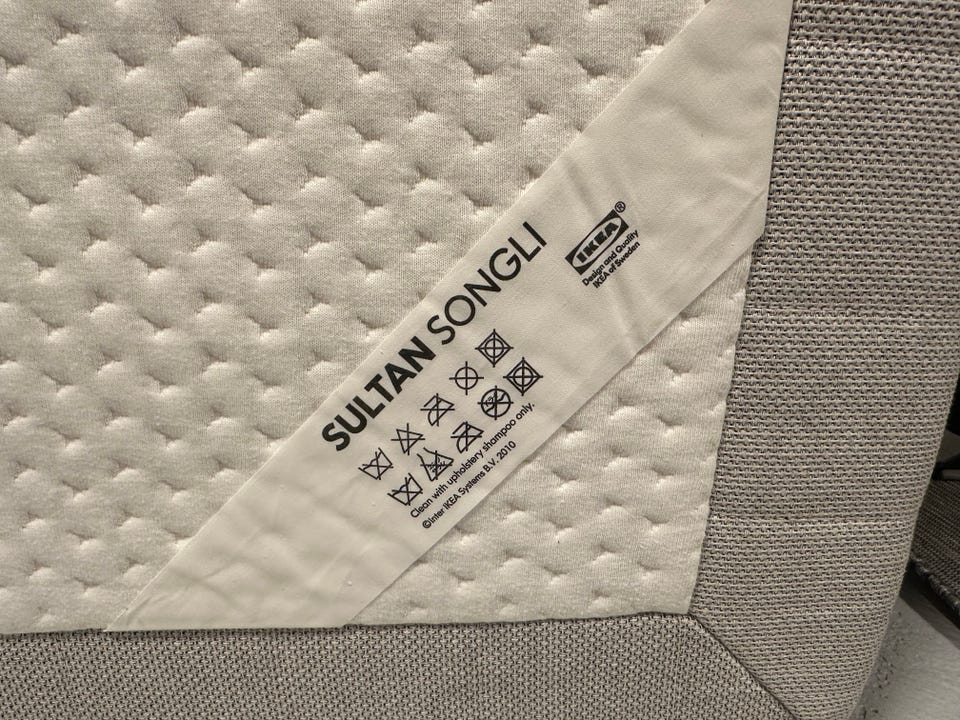 SULTAN SONGLI
IKEA®
Design and Quality
IKEA of Sweden
Clean with upholstery shampoo only.
©Inter IKEA Systems B.V. 2010